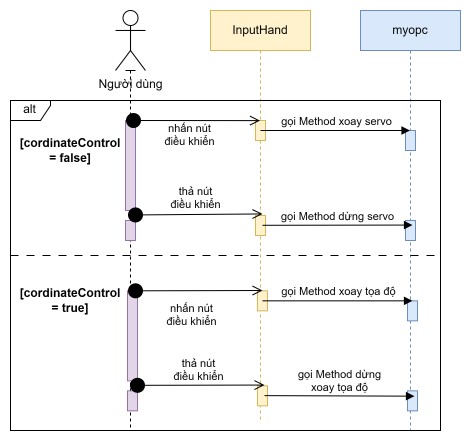 InputHand
myopc
Người dùng
alt
[cordinateControl
= false]
nhấn nút
điều khiển
gọi Method xoay servo
thả nút
điều khiển
gọi Method dừng servo
[cordinateControl
= true]
nhấn nút
điều khiển
gọi Method xoay tọa độ
thả nút
điều khiển
gọi Method dừng
xoay tọa độ